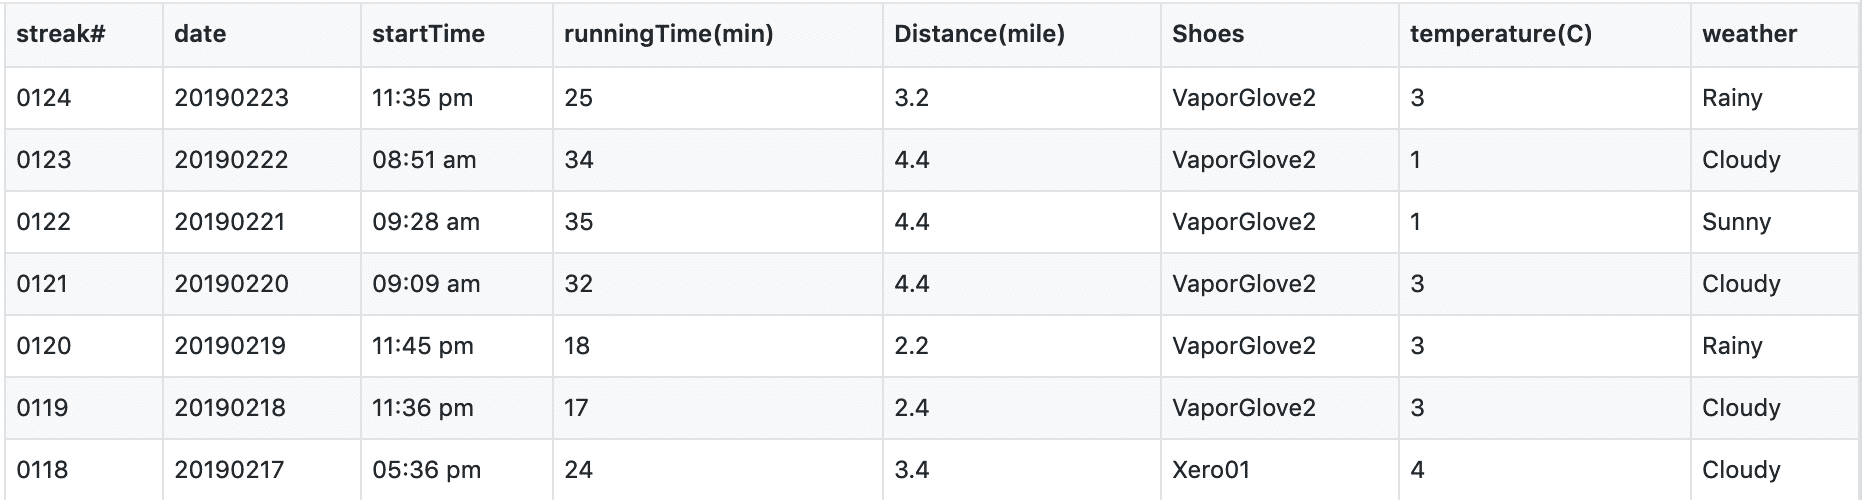 streak# date startTime runningTime(min) Distance(mile) Shoes temperature(C) weather
0124 20190223 11:35 pm 25 3.2 VaporGlove2 3 Rainy
0123 20190222 08:51 am 34 4.4 VaporGlove2 1 Cloudy
0122 20190221 09:28 am 35 4.4 VaporGlove2 1 Sunny
0121 20190220 09:09 am 32 4.4 VaporGlove2 3 Cloudy
0120 20190219 11:45 pm 18 2.2 VaporGlove2 3 Rainy
0119 20190218 11:36 pm 17 2.4 VaporGlove2 3 Cloudy
0118 20190217 05:36 pm 24 3.4 Xero01 4 Cloudy